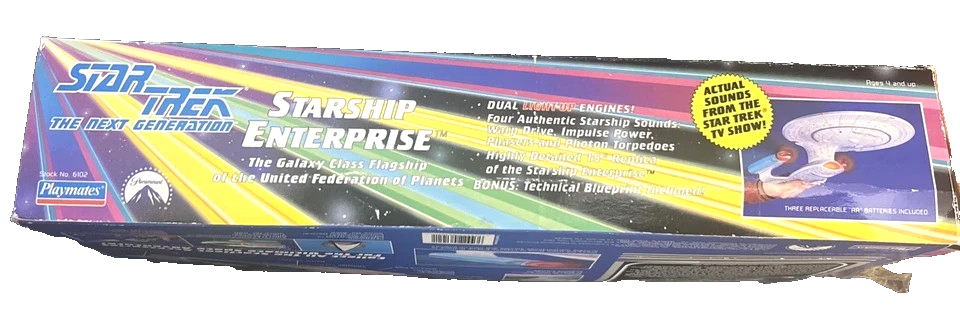 STAR
TREK
THE NEXT GENERATION
STARSHIP
ENTERPRISE™
The Galaxy Class Flagship
of the United Federation of Planets
Stock No. 6102
Playmates®
Paramount
DUAL LIGHT-UP ENGINES!
Four Authentic Starship Sounds:
Warp Drive, Impulse Power,
Phasers and Photon Torpedoes
Highly Detailed Replica
of the Starship Enterprise™
BONUS: Technical Blueprint Included!
ACTUAL
SOUNDS
FROM THE
STAR TREK
TV SHOW!
Ages 4 and up
THREE REPLACEABLE "AA" BATTERIES INCLUDED